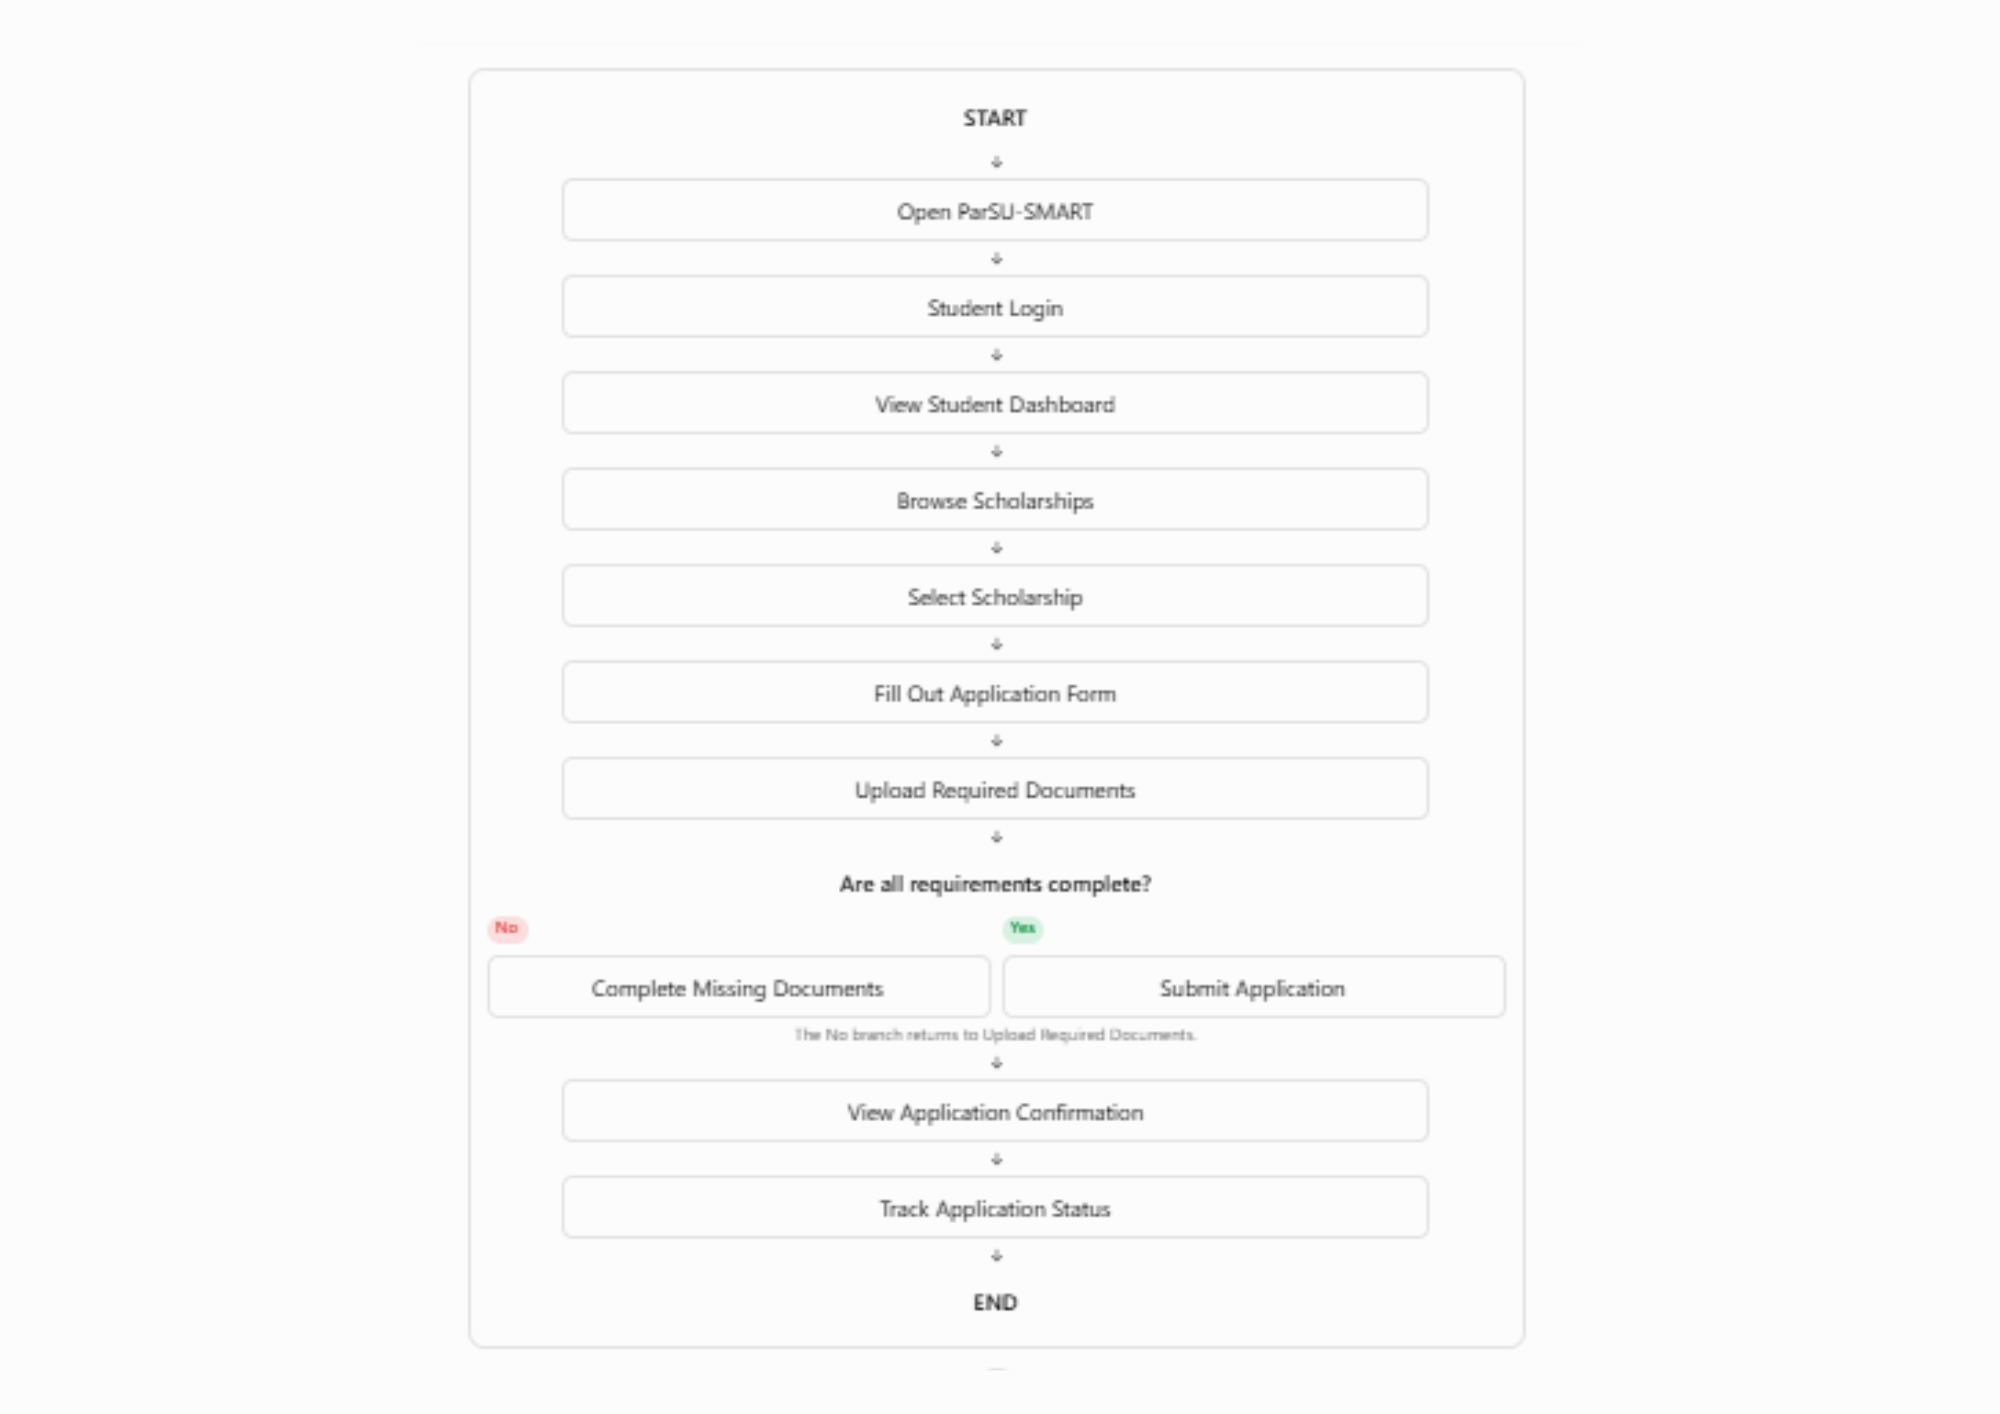 START
Open ParSU-SMART
Student Login
View Student Dashboard
Browse Scholarships
Select Scholarship
Fill Out Application Form
Upload Required Documents
Are all requirements complete?
No
Yes
Complete Missing Documents
Submit Application
The No branch returns to Upload Required Documents.
View Application Confirmation
Track Application Status
END